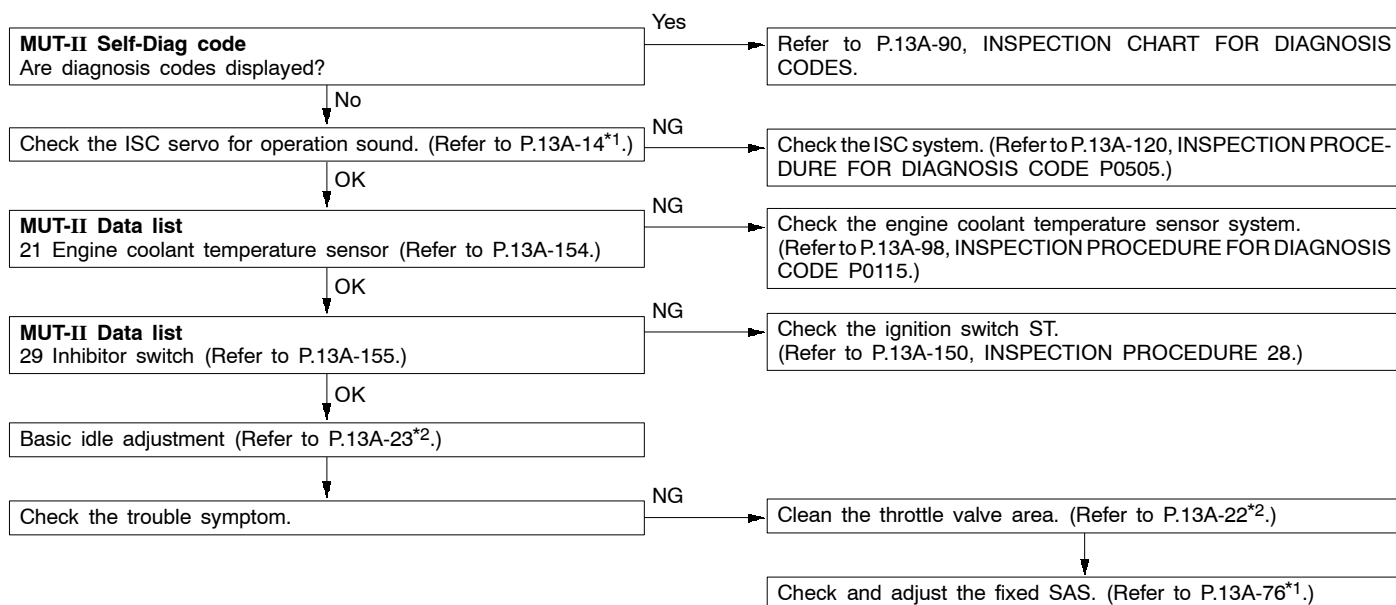 MUT-II Self-Diag code
Are diagnosis codes displayed?
Yes
Refer to P.13A-90, INSPECTION CHART FOR DIAGNOSIS
CODES.
No
Check the ISC servo for operation sound. (Refer to P.13A-14*1.)
NG
Check the ISC system. (Refer to P.13A-120, INSPECTION PROCE-
DURE FOR DIAGNOSIS CODE P0505.)
OK
MUT-II Data list
21 Engine coolant temperature sensor (Refer to P.13A-154.)
NG
Check the engine coolant temperature sensor system.
(Refer to P.13A-98, INSPECTION PROCEDURE FOR DIAGNOSIS
CODE P0115.)
OK
MUT-II Data list
29 Inhibitor switch (Refer to P.13A-155.)
NG
Check the ignition switch ST.
(Refer to P.13A-150, INSPECTION PROCEDURE 28.)
OK
Basic idle adjustment (Refer to P.13A-23*2.)
Check the trouble symptom.
NG
Clean the throttle valve area. (Refer to P.13A-22*2.)
Check and adjust the fixed SAS. (Refer to P.13A-76*1.)